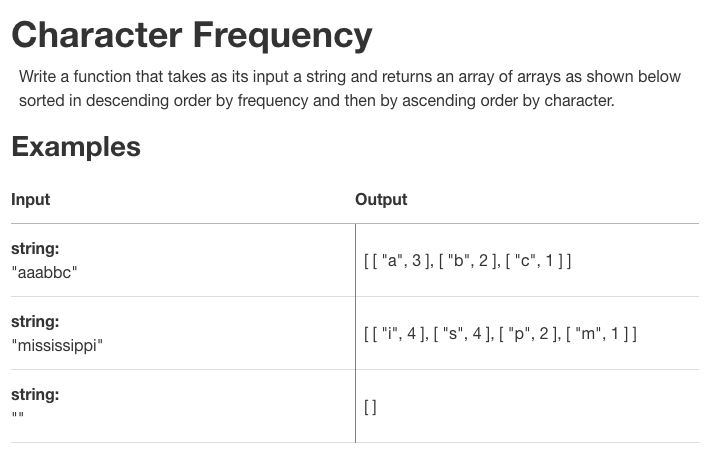 Character Frequency
Write a function that takes as its input a string and returns an array of arrays as shown below
sorted in descending order by frequency and then by ascending order by character.
Examples
Input Output
string:
"aaabbc"
[ [ "a", 3 ], [ "b", 2 ], [ "c", 1 ] ]
string:
"mississippi"
[ [ "i", 4 ], [ "s", 4 ], [ "p", 2 ], [ "m", 1 ] ]
string:
""
[ ]